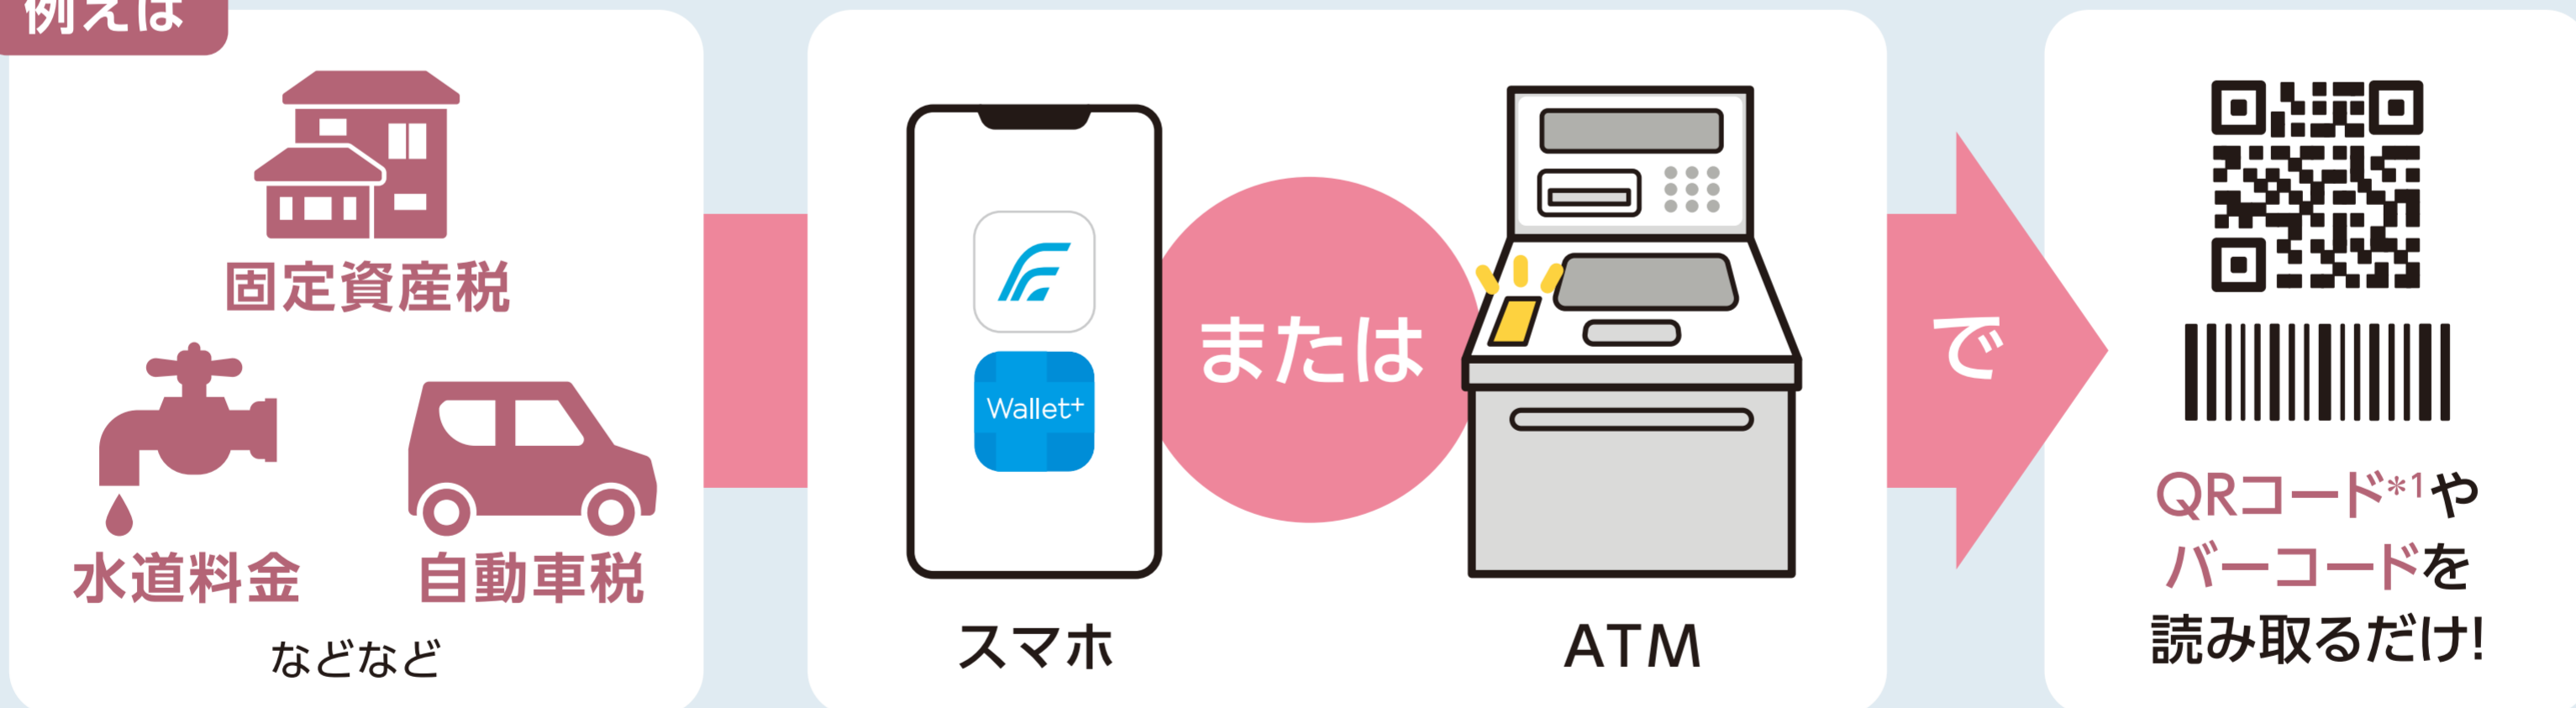 例えば
固定資産税
水道料金
自動車税
などなど
Wallet+
スマホ
または
ATM
で
QRコード*1や
バーコードを
読み取るだけ!